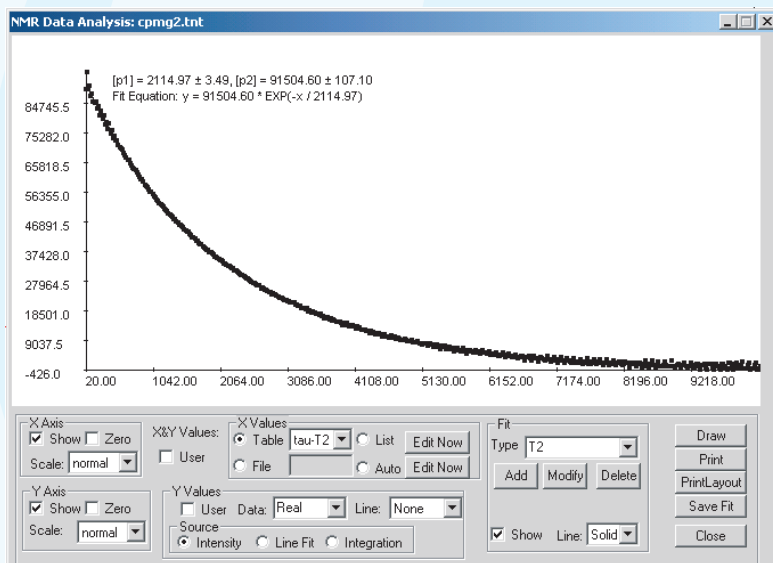 NMR Data Analysis: cpmg2.tnt
[p1] = 2114.97 ± 3.49, [p2] = 91504.60 ± 107.10
Fit Equation: y = 91504.60 * EXP(-x / 2114.97)
84745.5
75282.0
65818.5
56355.0
46891.5
37428.0
27964.5
18501.0
9037.5
-426.0
20.00 1042.00 2064.00 3086.00 4108.00 5130.00 6152.00 7174.00 8196.00 9218.00
X Axis
Show Zero
Scale: normal
X&Y Values:
User
X Values
Table tau-T2 List Edit Now
File Auto Edit Now
Y Axis
Show Zero
Scale: normal
Y Values
User Data: Real Line: None
Source
Intensity Line Fit Integration
Fit
Type T2
Add Modify Delete
Show Line: Solid
Draw
Print
PrintLayout
Save Fit
Close